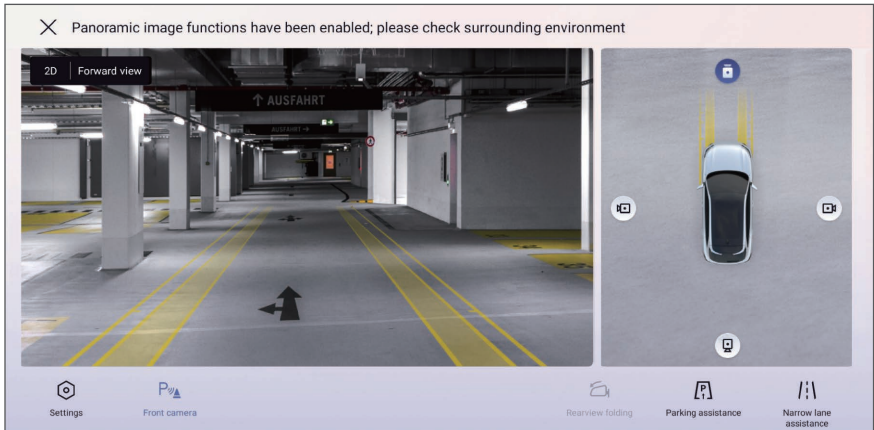 Panoramic image functions have been enabled; please check surrounding environment
2D Forward view
↑ AUSFAHRT
AUSFAHRT →
Settings
Front camera
Rearview folding
Parking assistance
Narrow lane
assistance